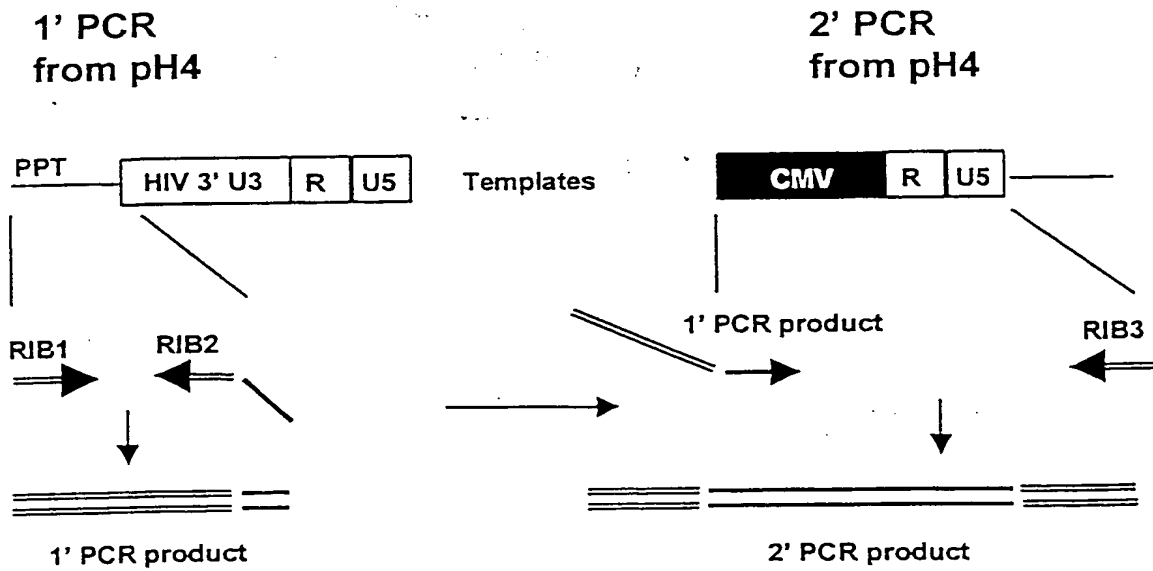 1' PCR
from pH4
2' PCR
from pH4
PPT
HIV 3' U3
R
U5
Templates
CMV
R
U5
RIB1
RIB2
1' PCR product
RIB3
1' PCR product
2' PCR product